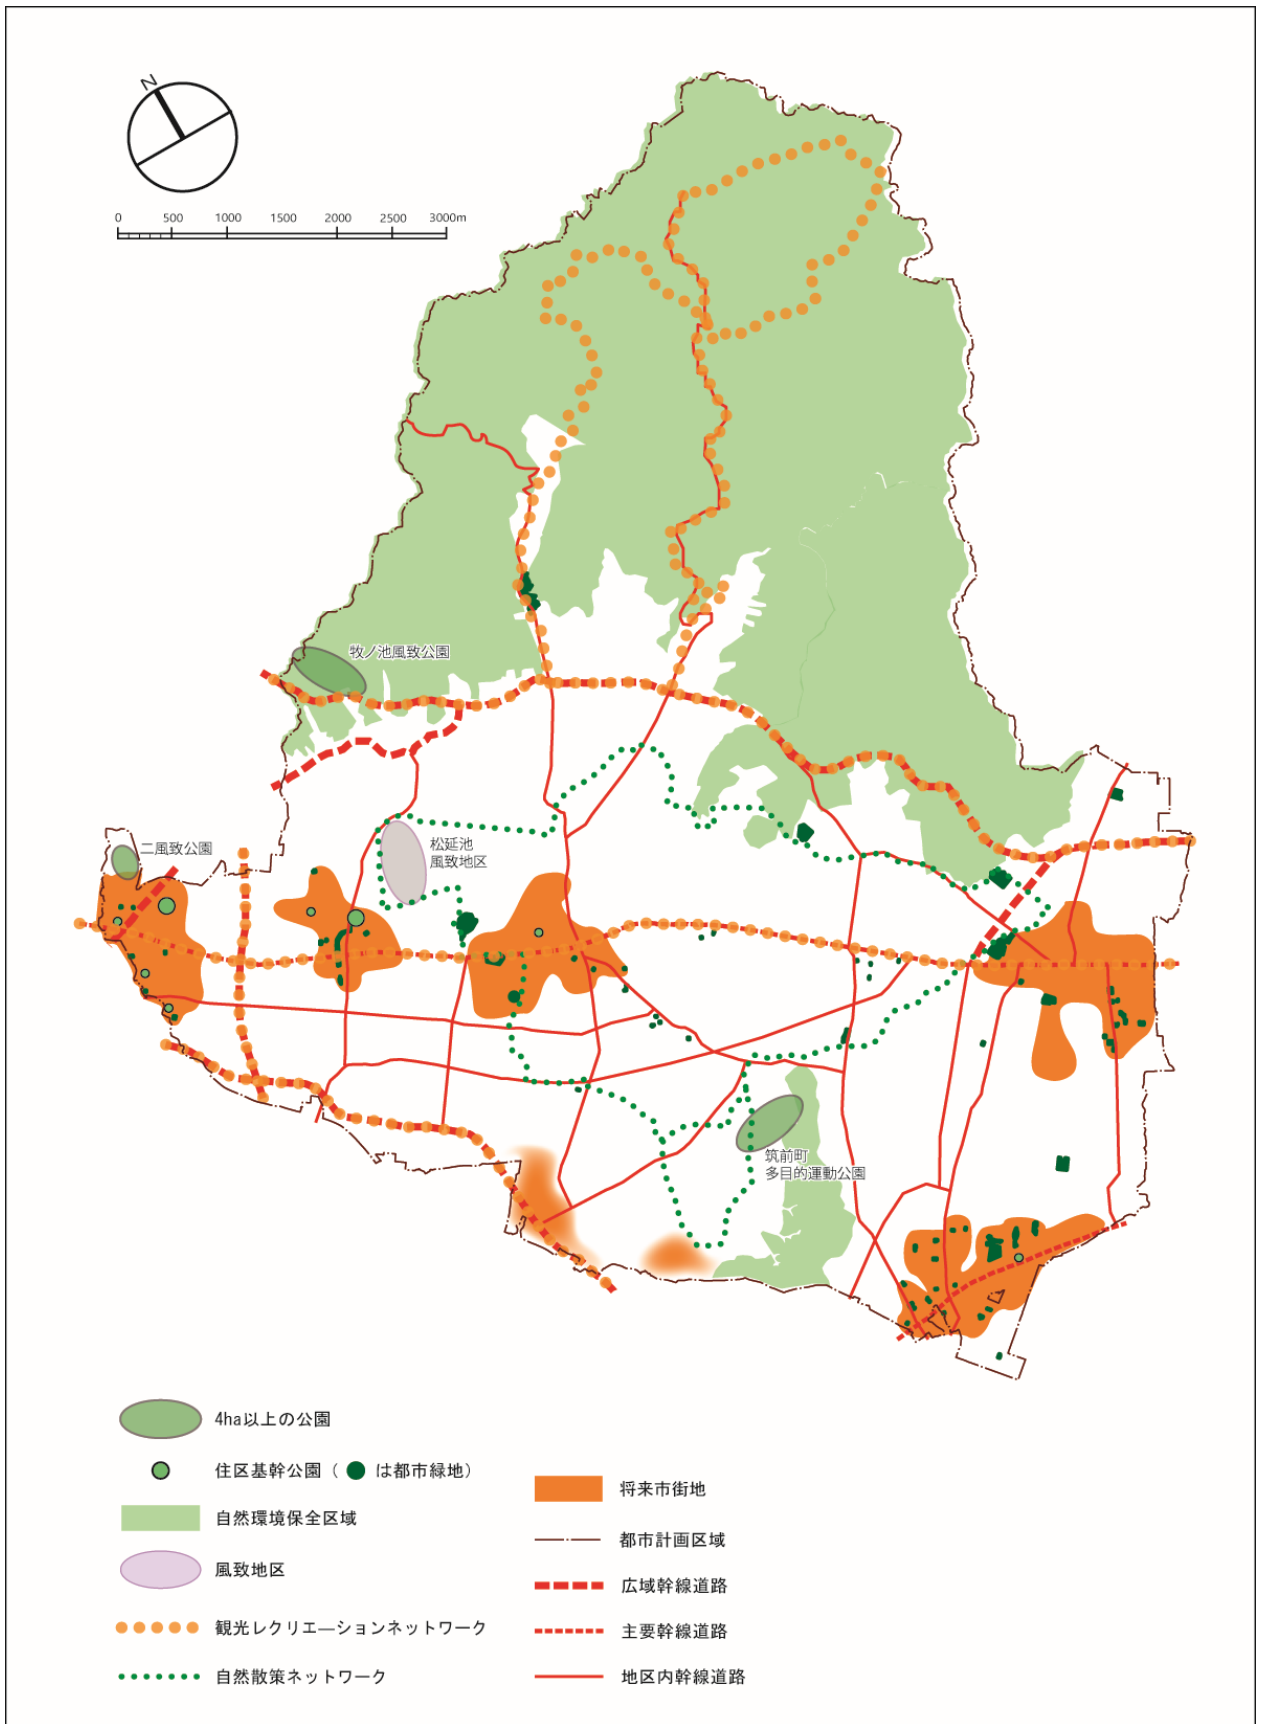 N
0 500 1000 1500 2000 2500 3000m
牧ノ池風致公園
二風致公園
松延池
風致地区
筑前町
多目的運動公園
4ha以上の公園
住区基幹公園（ は都市緑地）
自然環境保全区域
風致地区
観光レクリエ―ションネットワーク
自然散策ネットワーク
将来市街地
都市計画区域
広域幹線道路
主要幹線道路
地区内幹線道路